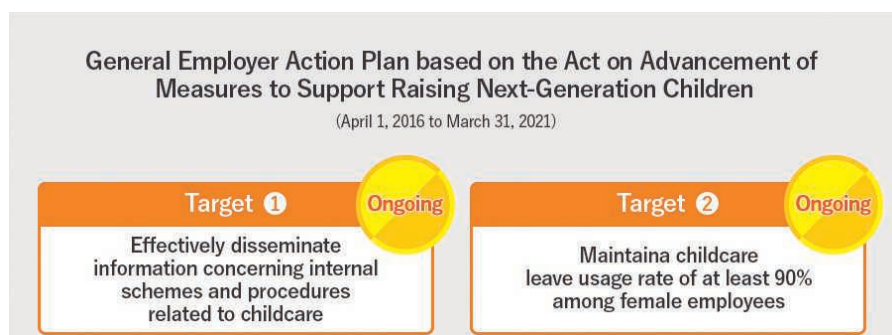 General Employer Action Plan based on the Act on Advancement of
Measures to Support Raising Next-Generation Children
(April 1, 2016 to March 31, 2021)
Target 1
Ongoing
Effectively disseminate
information concerning internal
schemes and procedures
related to childcare
Target 2
Ongoing
Maintaina childcare
leave usage rate of at least 90%
among female employees